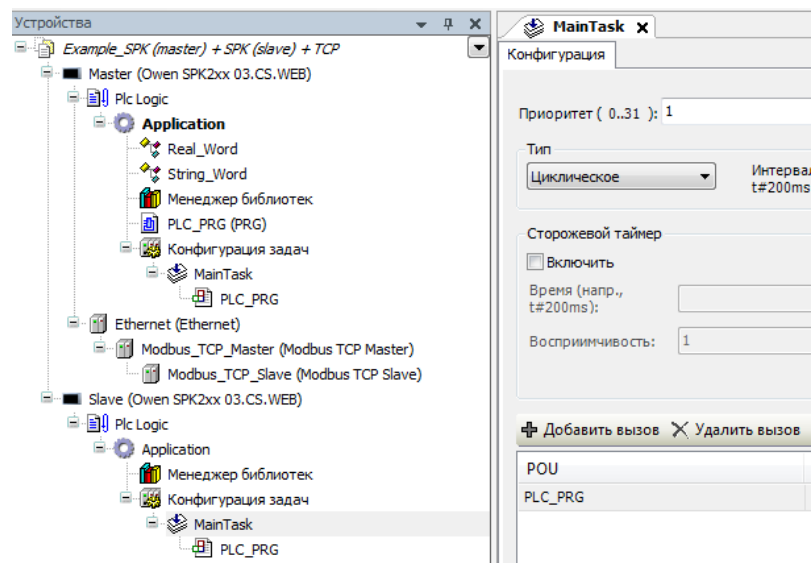 Устройства
Example_SPK (master) + SPK (slave) + TCP
Master (Owen SPK2xx 03.CS.WEB)
Plc Logic
Application
Real_Word
String_Word
Менеджер библиотек
PLC_PRG (PRG)
Конфигурация задач
MainTask
PLC_PRG
Ethernet (Ethernet)
Modbus_TCP_Master (Modbus TCP Master)
Modbus_TCP_Slave (Modbus TCP Slave)
Slave (Owen SPK2xx 03.CS.WEB)
Plc Logic
Application
Менеджер библиотек
Конфигурация задач
MainTask
PLC_PRG
MainTask
Конфигурация
Приоритет ( 0..31 ): 1
Тип
Циклическое
Интервал
t#200ms
Сторожевой таймер
Включить
Время (напр.,
t#200ms):
Восприимчивость: 1
Добавить вызов Удалить вызов
POU
PLC_PRG